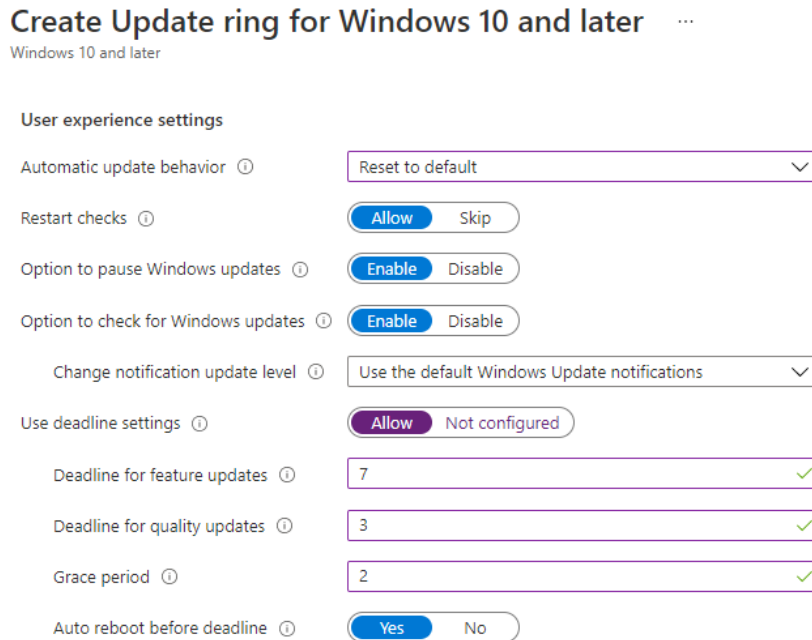 Create Update ring for Windows 10 and later ...
Windows 10 and later
User experience settings
Automatic update behavior Reset to default
Restart checks Allow Skip
Option to pause Windows updates Enable Disable
Option to check for Windows updates Enable Disable
Change notification update level Use the default Windows Update notifications
Use deadline settings Allow Not configured
Deadline for feature updates 7
Deadline for quality updates 3
Grace period 2
Auto reboot before deadline Yes No